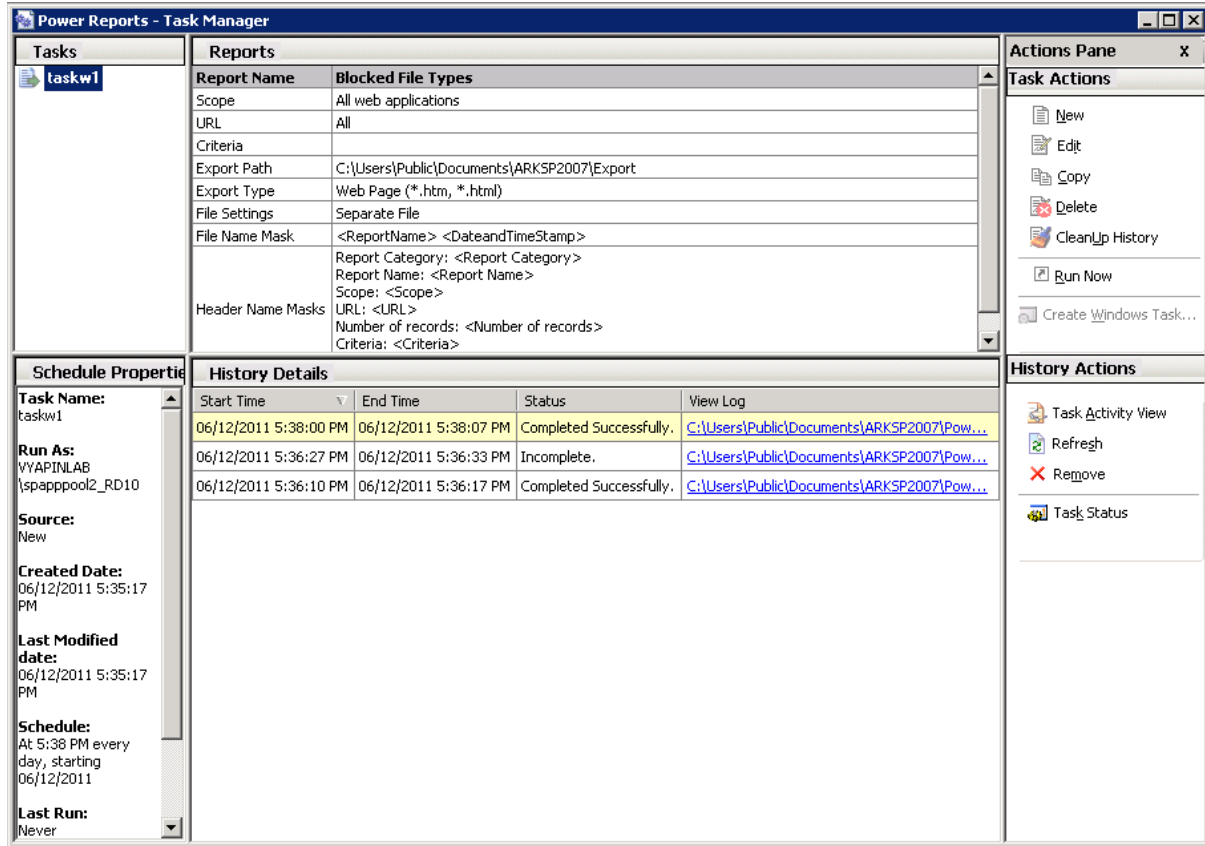 Power Reports - Task Manager
Tasks
taskw1
Reports
Report Name Blocked File Types
Scope All web applications
URL All
Criteria
Export Path C:\Users\Public\Documents\ARKSP2007\Export
Export Type Web Page (*.htm, *.html)
File Settings Separate File
File Name Mask <ReportName> <DateandTimeStamp>
Header Name Masks
Report Category: <Report Category>
Report Name: <Report Name>
Scope: <Scope>
URL: <URL>
Number of records: <Number of records>
Criteria: <Criteria>
Actions Pane x
Task Actions
New
Edit
Copy
Delete
CleanUp History
Run Now
Create Windows Task...
Schedule Propertie
Task Name:
taskw1
Run As:
VYAPINLAB
\spapppool2_RD10
Source:
New
Created Date:
06/12/2011 5:35:17
PM
Last Modified
date:
06/12/2011 5:35:17
PM
Schedule:
At 5:38 PM every
day, starting
06/12/2011
Last Run:
Never
History Details
Start Time End Time Status View Log
06/12/2011 5:38:00 PM 06/12/2011 5:38:07 PM Completed Successfully. C:\Users\Public\Documents\ARKSP2007\Pow...
06/12/2011 5:36:27 PM 06/12/2011 5:36:33 PM Incomplete. C:\Users\Public\Documents\ARKSP2007\Pow...
06/12/2011 5:36:10 PM 06/12/2011 5:36:17 PM Completed Successfully. C:\Users\Public\Documents\ARKSP2007\Pow...
History Actions
Task Activity View
Refresh
Remove
Task Status